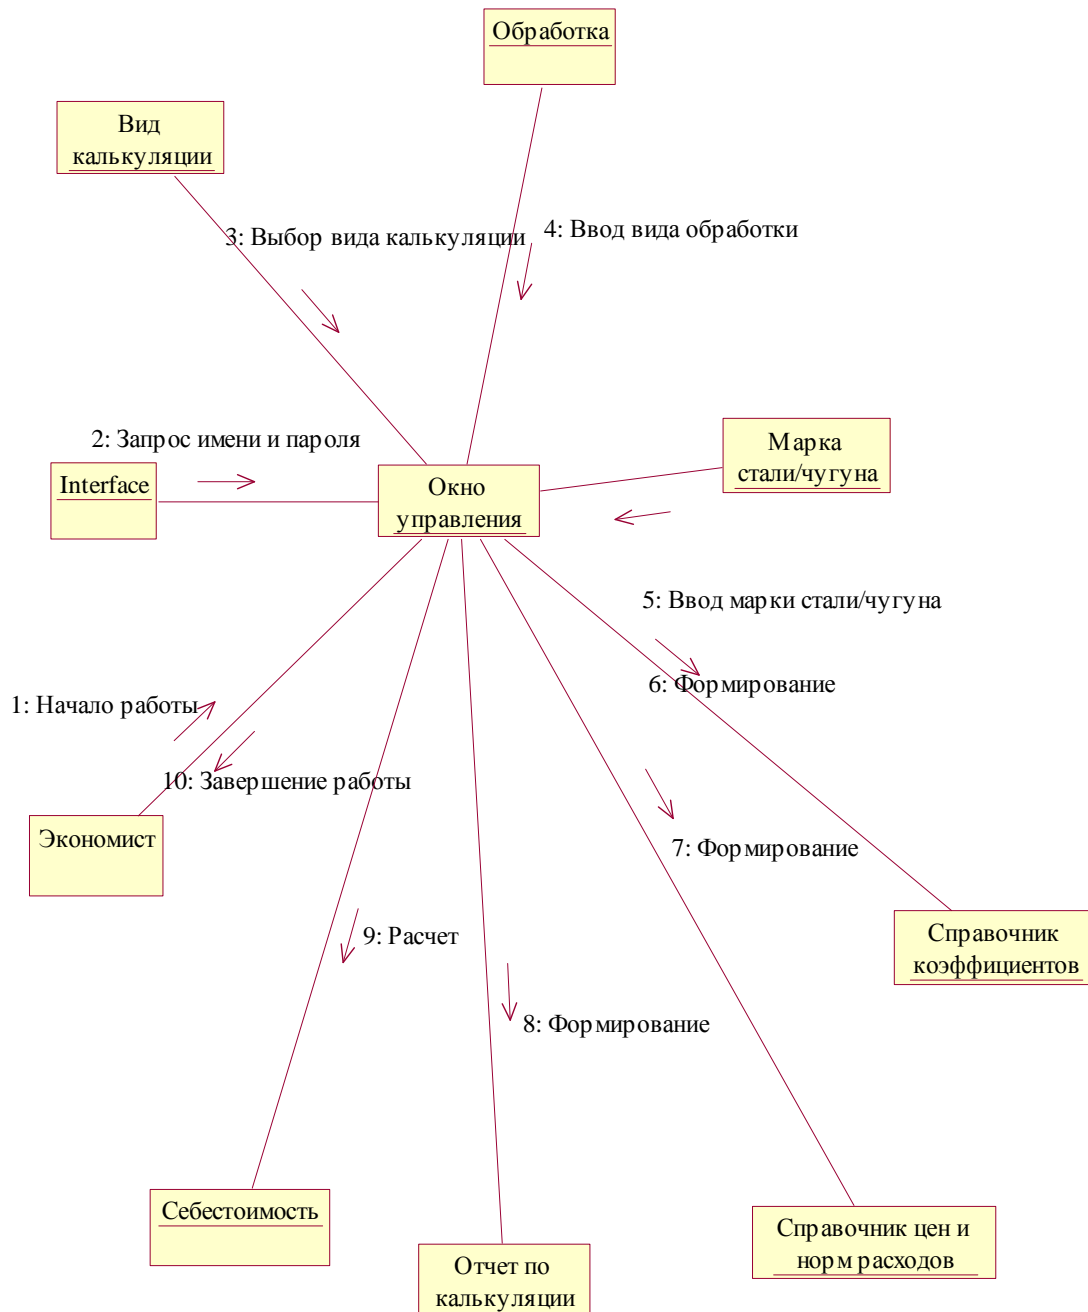 Обработка
Вид
калькуляции
3: Выбор вида калькуляции
4: Ввод вида обработки
2: Запрос имени и пароля
Interface
Окно
управления
Марка
стали/чугуна
5: Ввод марки стали/чугуна
6: Формирование
1: Начало работы
10: Завершение работы
Экономист
7: Формирование
9: Расчет
Справочник
коэффициентов
8: Формирование
Себестоимость
Отчет по
калькуляции
Справочник цен и
норм расходов